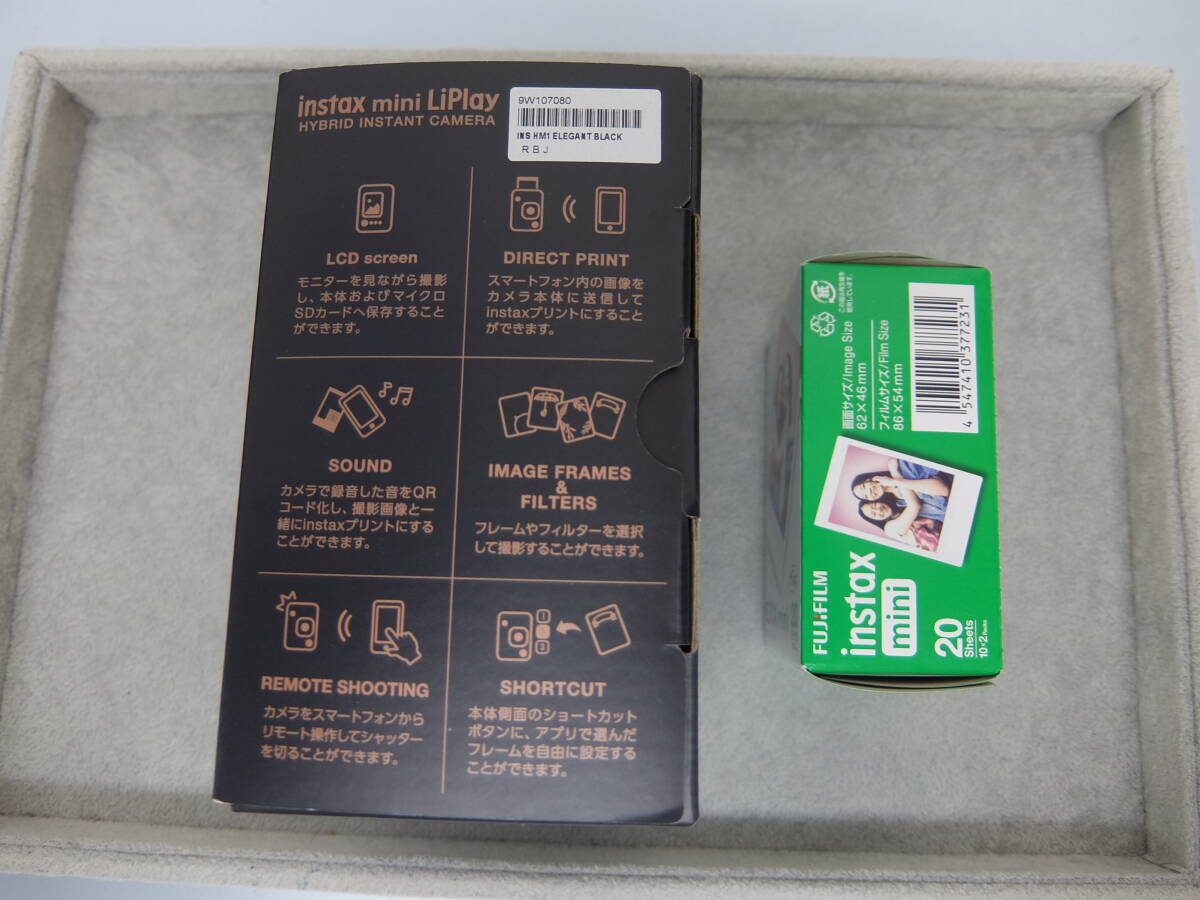 instax mini LiPlay
HYBRID INSTANT CAMERA
9W107080
INS HM1 ELEGANT BLACK
R B J
LCD screen
モニターを見ながら撮影
し、本体およびマイクロ
SDカードへ保存すること
ができます。
DIRECT PRINT
スマートフォン内の画像を
カメラ本体に送信して
instaxプリントにすること
ができます。
SOUND
カメラで録音した音をQR
コード化し、撮影画像と一
緒にinstaxプリントにする
ことができます。
IMAGE FRAMES
&
FILTERS
フレームやフィルターを選択
して撮影することができます。
REMOTE SHOOTING
カメラをスマートフォンから
リモート操作してシャッター
を切ることができます。
1
3
SHORTCUT
本体側面のショートカット
ボタンに、アプリで選んだ
フレームを自由に設定する
ことができます。
紙
画面サイズ/Image Size
62×46mm
フィルムサイズ/Film Size
86×54mm
4 547410 377231
FUJIFILM
instax
mini
20
Sheets
10×2 Packs